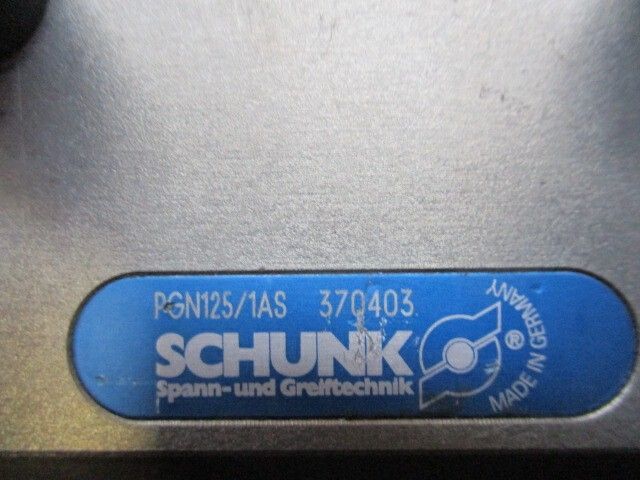 PGN125/1AS 370403
SCHUNK
Spann-und Greiftechnik
®
MADE IN GERMANY